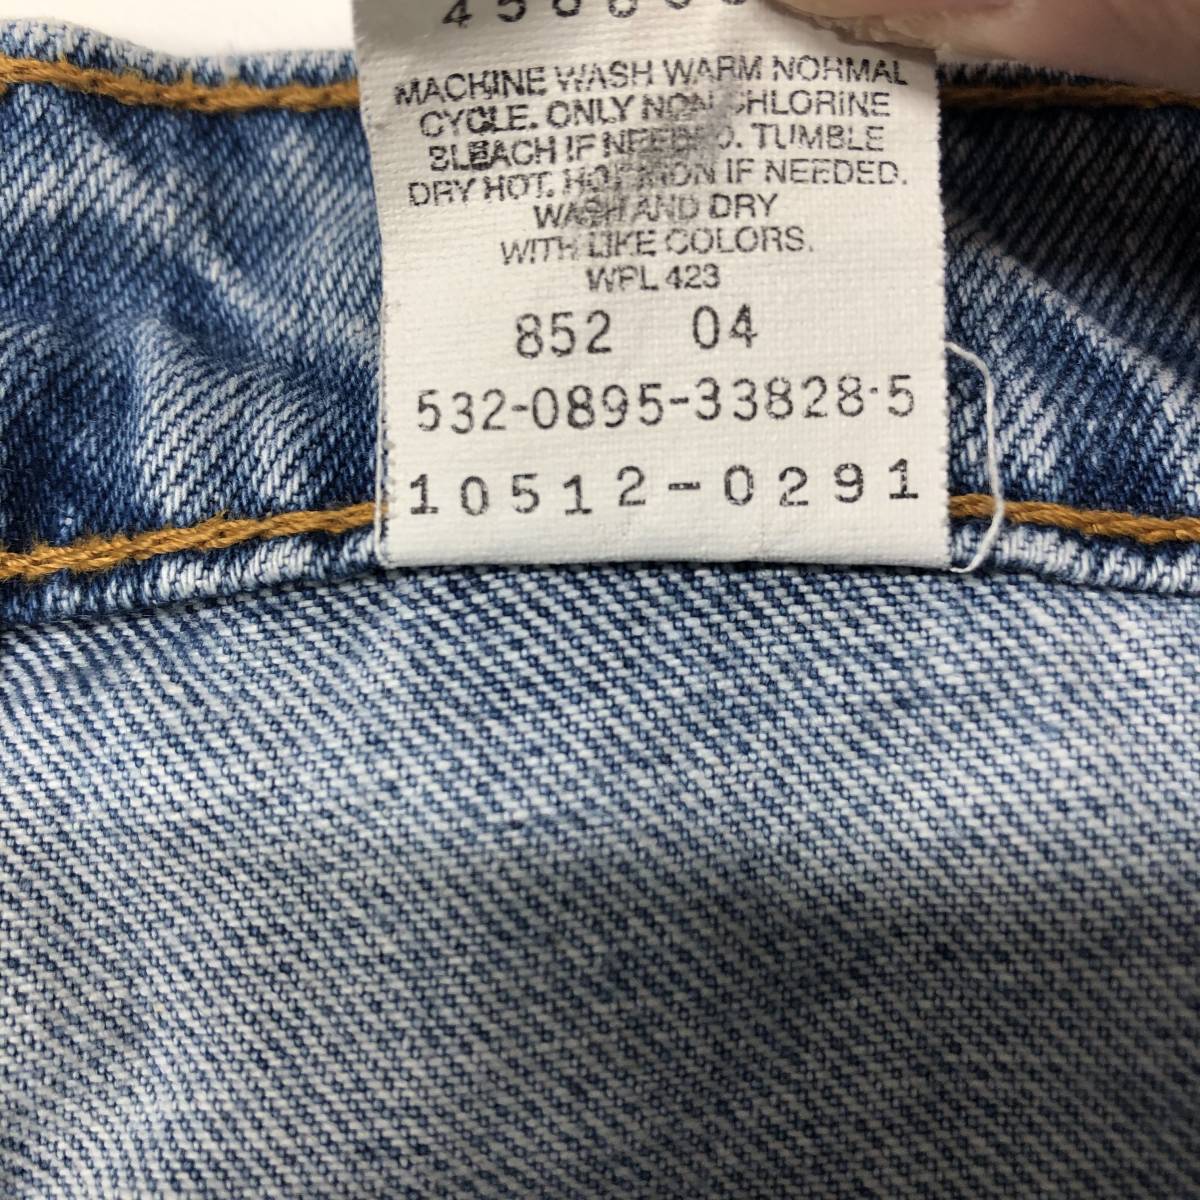 MACHINE WASH WARM NORMAL
CYCLE. ONLY NON CHLORINE
BLEACH IF NEEDED. TUMBLE
DRY HOT. HOT IRON IF NEEDED.
WASH AND DRY
WITH LIKE COLORS.
WPL 423
852 04
532-0895-33828-5
10512-0291